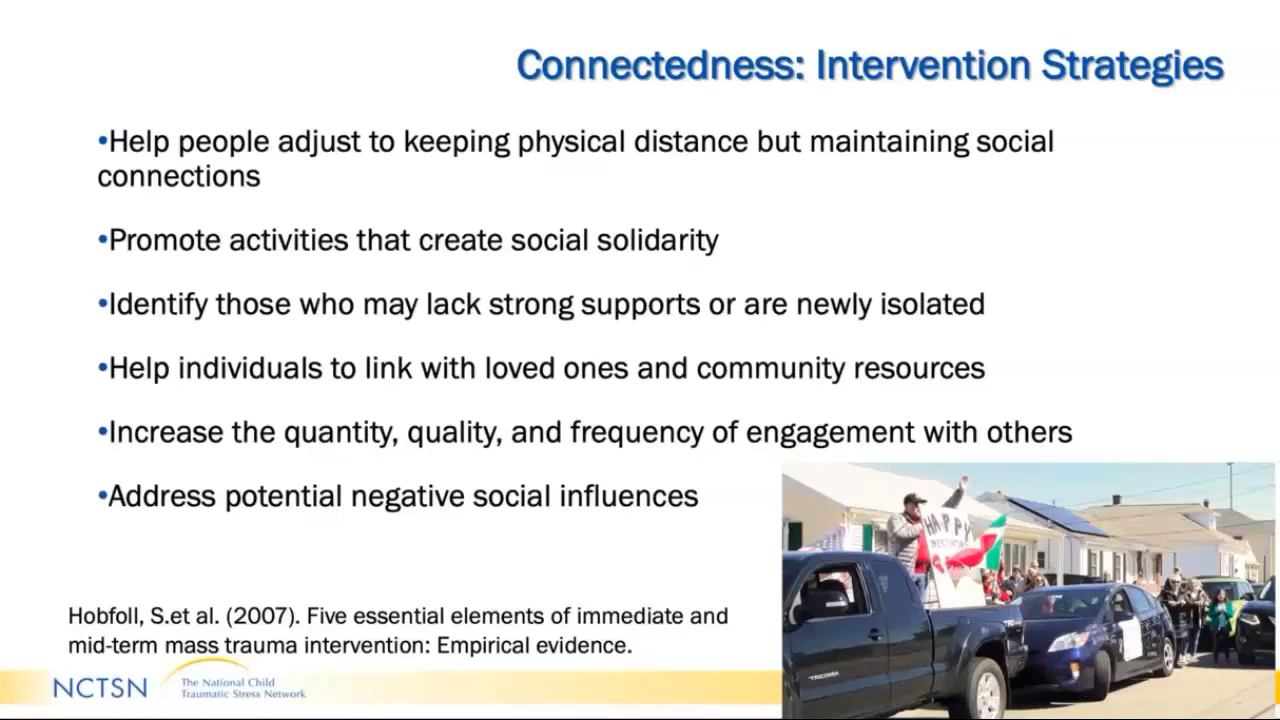 Connectedness: Intervention Strategies
•Help people adjust to keeping physical distance but maintaining social
connections
•Promote activities that create social solidarity
•Identify those who may lack strong supports or are newly isolated
•Help individuals to link with loved ones and community resources
•Increase the quantity, quality, and frequency of engagement with others
•Address potential negative social influences
HAPPY
TACOMA
Hobfoll, S.et al. (2007). Five essential elements of immediate and
mid-term mass trauma intervention: Empirical evidence.
NCTSN
The National Child
Traumatic Stress Network